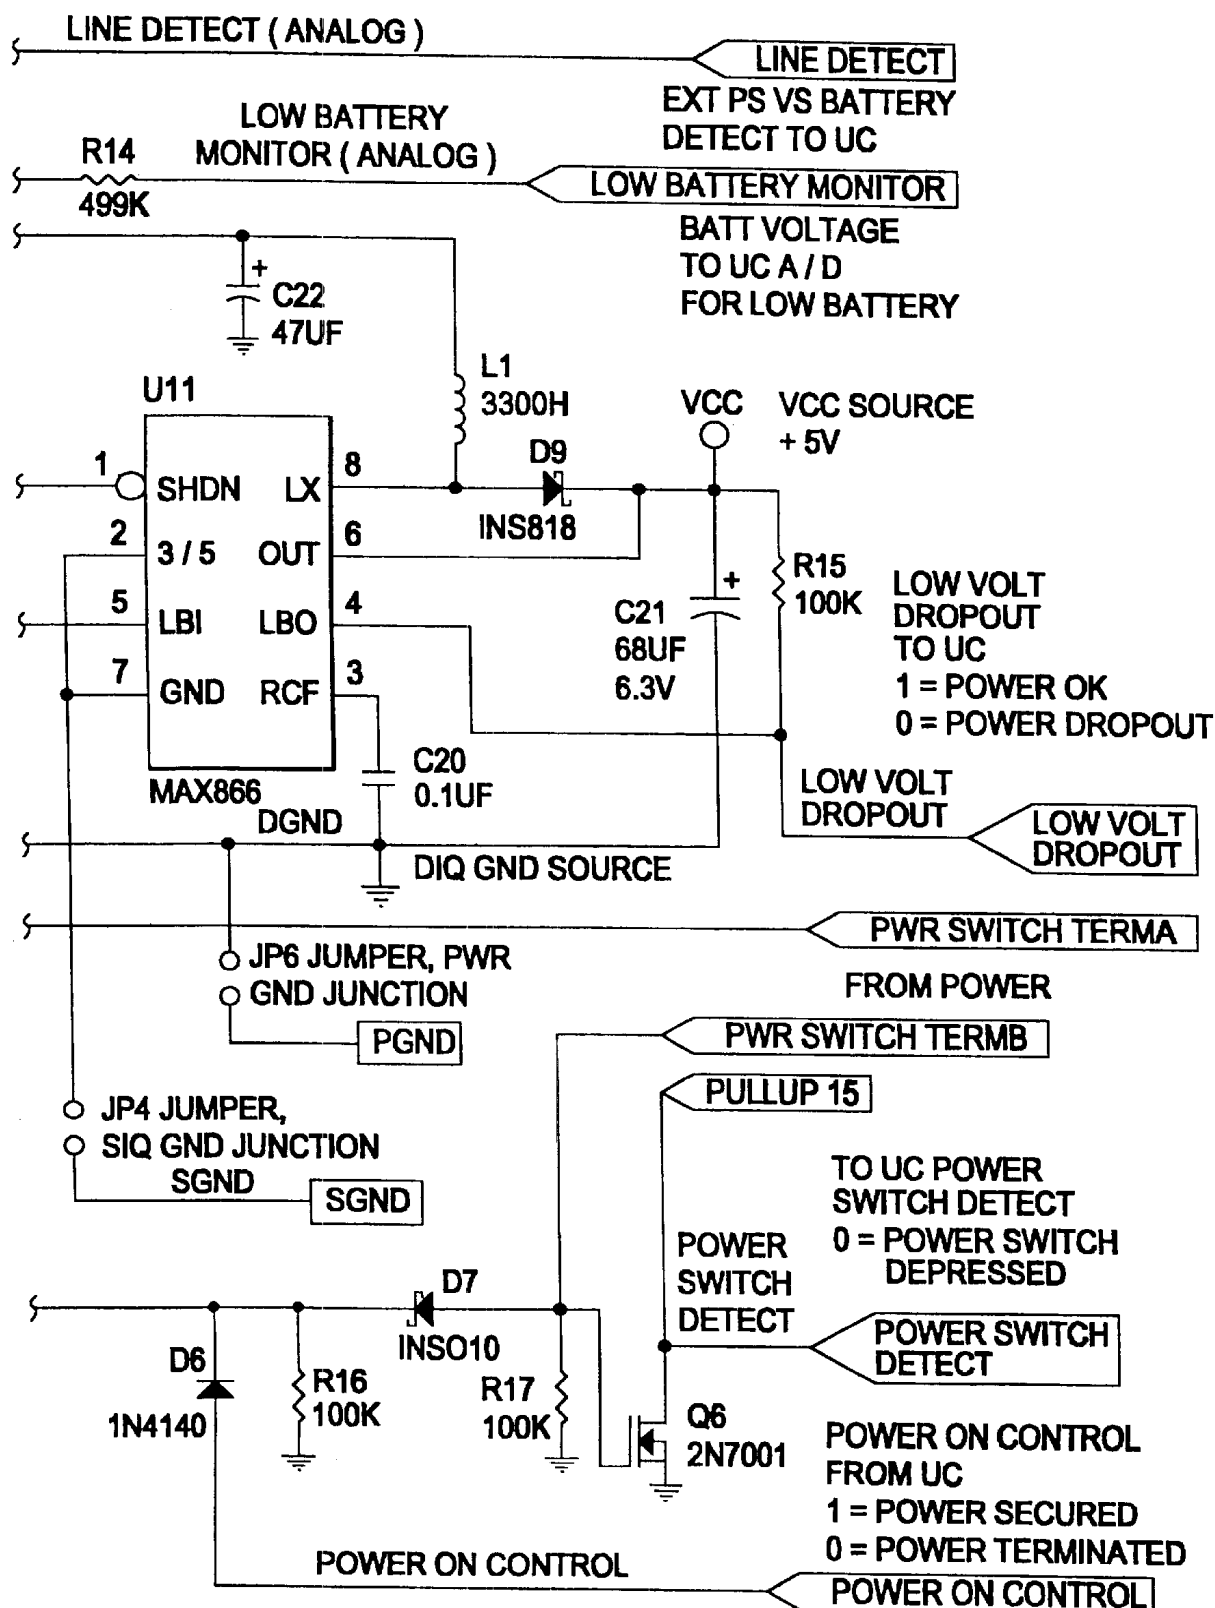 LINE DETECT ( ANALOG )
LINE DETECT
EXT PS VS BATTERY
DETECT TO UC
LOW BATTERY
MONITOR ( ANALOG )
R14
499K
LOW BATTERY MONITOR
BATT VOLTAGE
TO UC A / D
FOR LOW BATTERY
+
C22
47UF
L1
3300H
U11
VCC
VCC SOURCE
+ 5V
D9
INS818
1
SHDN
LX
8
2
3 / 5
OUT
6
5
LBI
LBO
4
7
GND
RCF
3
MAX866
+
C21
68UF
6.3V
R15
100K
LOW VOLT
DROPOUT
TO UC
1 = POWER OK
0 = POWER DROPOUT
C20
0.1UF
LOW VOLT
DROPOUT
LOW VOLT
DROPOUT
DGND
DIQ GND SOURCE
PWR SWITCH TERMA
JP6 JUMPER, PWR
GND JUNCTION
PGND
FROM POWER
PWR SWITCH TERMB
PULLUP 15
JP4 JUMPER,
SIQ GND JUNCTION
SGND
SGND
TO UC POWER
SWITCH DETECT
0 = POWER SWITCH
DEPRESSED
POWER
SWITCH
DETECT
POWER SWITCH
DETECT
D7
INSO10
D6
1N4140
R16
100K
R17
100K
Q6
2N7001
POWER ON CONTROL
FROM UC
1 = POWER SECURED
0 = POWER TERMINATED
POWER ON CONTROL
POWER ON CONTROL